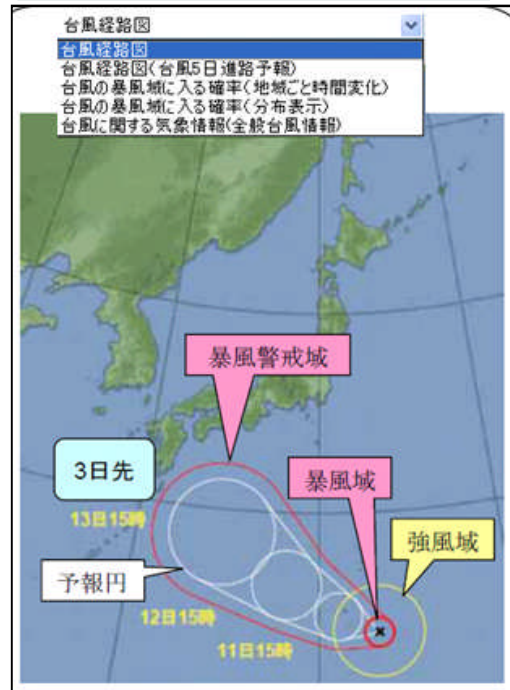 台風経路図
台風経路図
台風経路図(台風5日進路予報)
台風の暴風域に入る確率(地域ごと時間変化)
台風の暴風域に入る確率(分布表示)
台風に関する気象情報(全般台風情報)
暴風警戒域
3日先
暴風域
13日15時
強風域
予報円
12日15時
11日15時